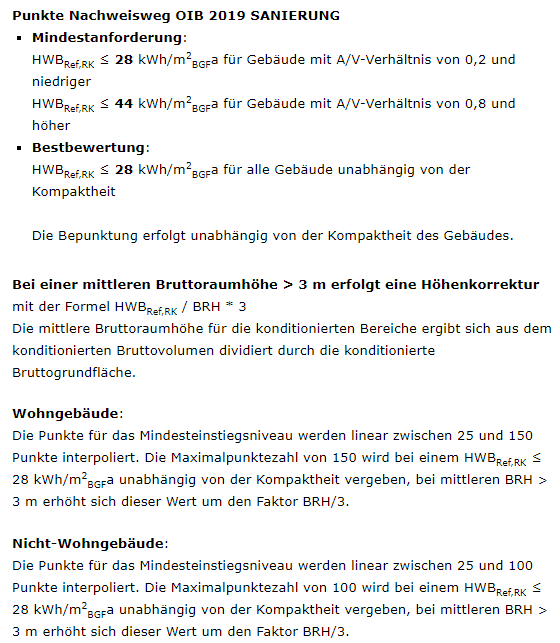 Punkte Nachweisweg OIB 2019 SANIERUNG
▪ Mindestanforderung:
HWBRef,RK ≤ 28 kWh/m²BGFa für Gebäude mit A/V-Verhältnis von 0,2 und
niedriger
HWBRef,RK ≤ 44 kWh/m²BGFa für Gebäude mit A/V-Verhältnis von 0,8 und
höher
▪ Bestbewertung:
HWBRef,RK ≤ 28 kWh/m²BGFa für alle Gebäude unabhängig von der
Kompaktheit
Die Bepunktung erfolgt unabhängig von der Kompaktheit des Gebäudes.
Bei einer mittleren Bruttoraumhöhe > 3 m erfolgt eine Höhenkorrektur
mit der Formel HWBRef,RK / BRH * 3
Die mittlere Bruttoraumhöhe für die konditionierten Bereiche ergibt sich aus dem
konditionierten Bruttovolumen dividiert durch die konditionierte
Bruttogrundfläche.
Wohngebäude:
Die Punkte für das Mindesteinstiegsniveau werden linear zwischen 25 und 150
Punkte interpoliert. Die Maximalpunktezahl von 150 wird bei einem HWBRef,RK ≤
28 kWh/m²BGFa unabhängig von der Kompaktheit vergeben, bei mittleren BRH >
3 m erhöht sich dieser Wert um den Faktor BRH/3.
Nicht-Wohngebäude:
Die Punkte für das Mindesteinstiegsniveau werden linear zwischen 25 und 100
Punkte interpoliert. Die Maximalpunktezahl von 100 wird bei einem HWBRef,RK ≤
28 kWh/m²BGFa unabhängig von der Kompaktheit vergeben, bei mittleren BRH >
3 m erhöht sich dieser Wert um den Faktor BRH/3.